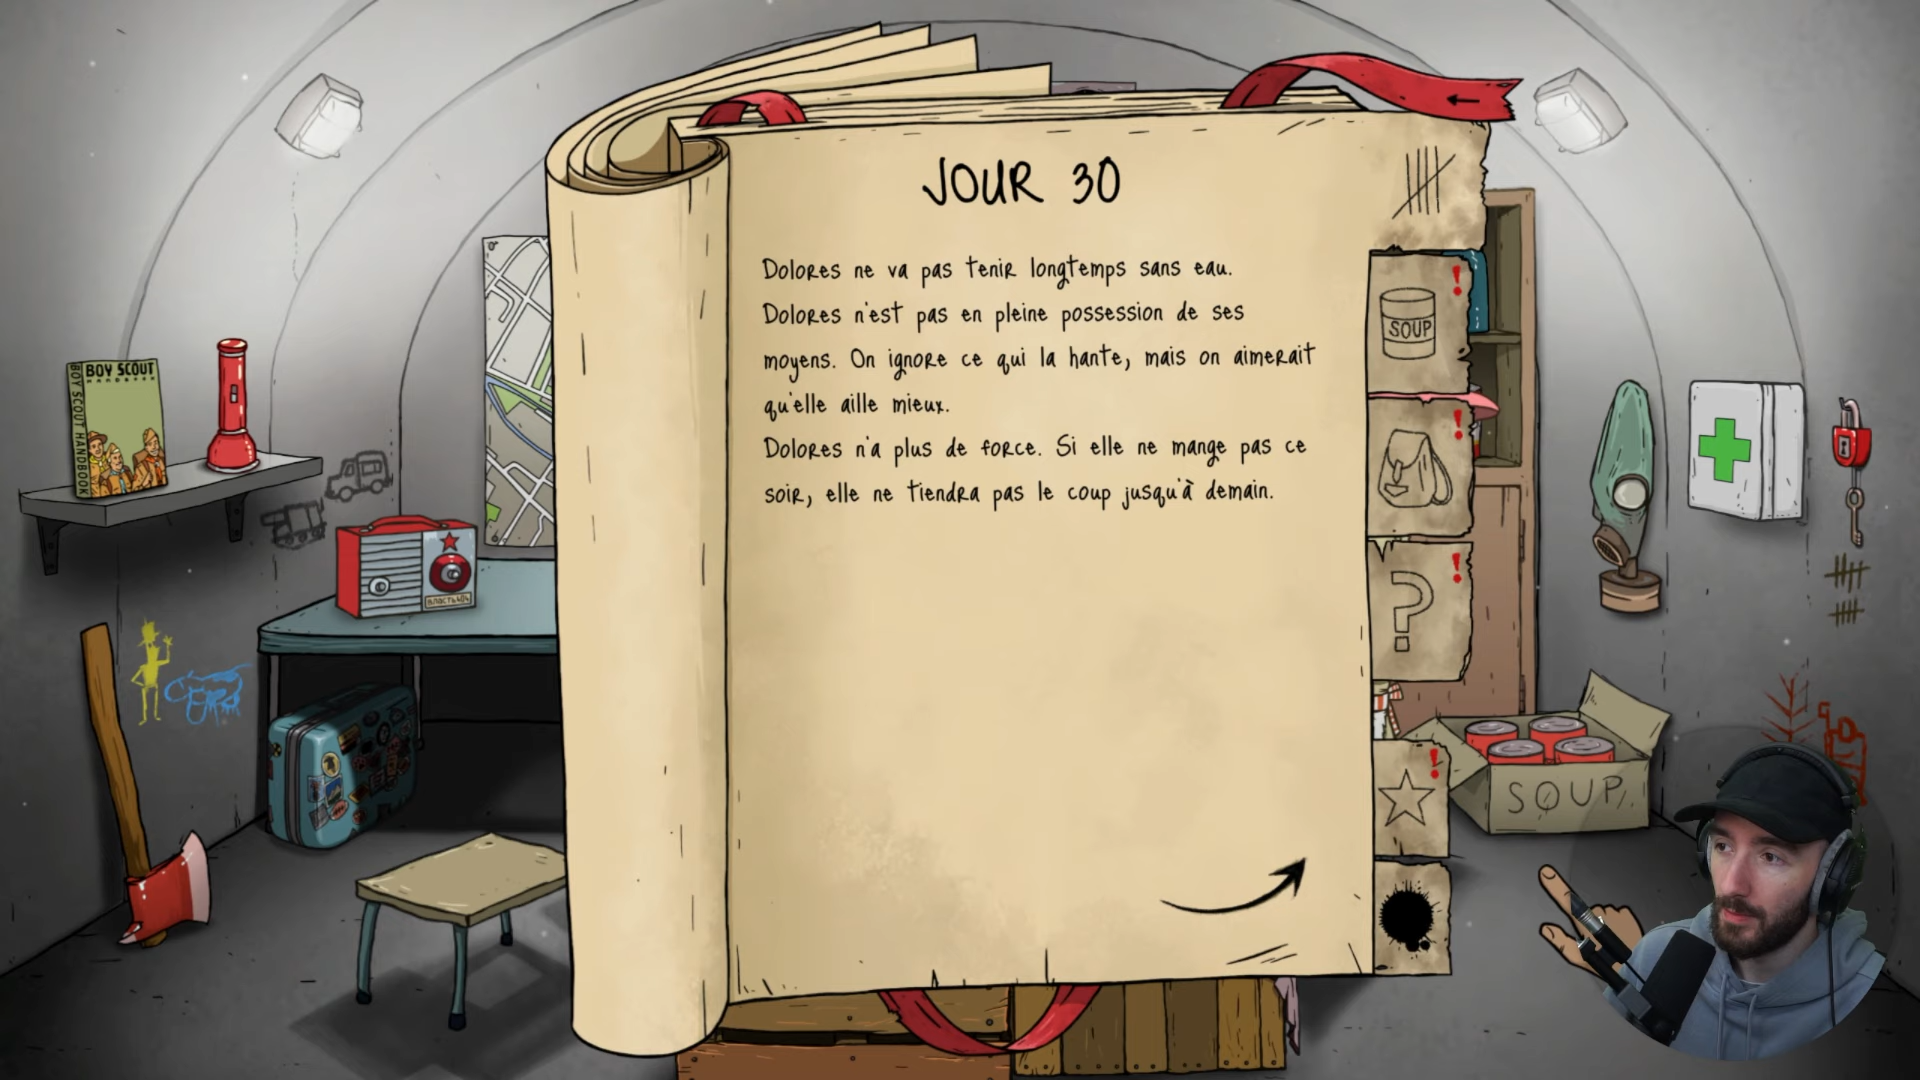 JOUR 30
Dolores ne va pas tenir longtemps sans eau.
Dolores n'est pas en pleine possession de ses
moyens. On ignore ce qui la hante, mais on aimerait
qu'elle aille mieux.
Dolores n'a plus de force. Si elle ne mange pas ce
soir, elle ne tiendra pas le coup jusqu'à demain.
BOY SCOUT
HANDBOOK
BOY SCOUT HANDBOOK
SOUP
!
!
?
!
!
SOUP